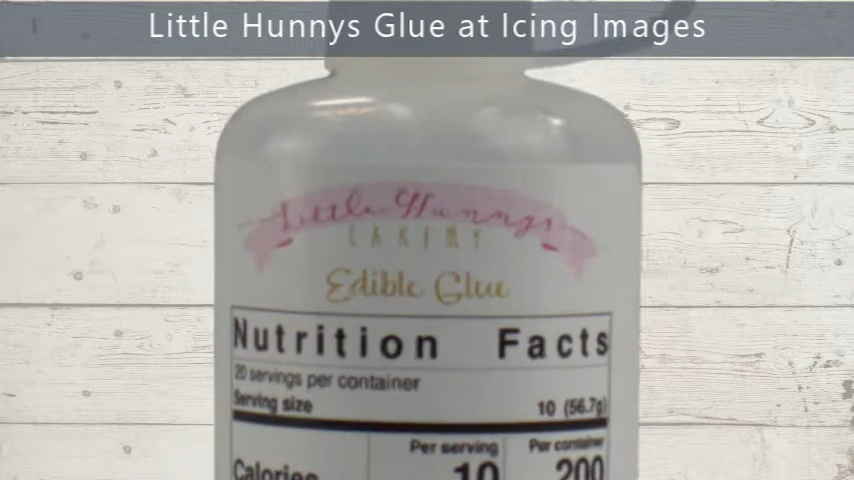 Little Hunnys Glue at Icing Images
Little Hunnys
CAKERY
Edible Glue
Nutrition Facts
20 servings per container
Serving size 10 (56.7g)
Per serving Per container
Calories 10 200